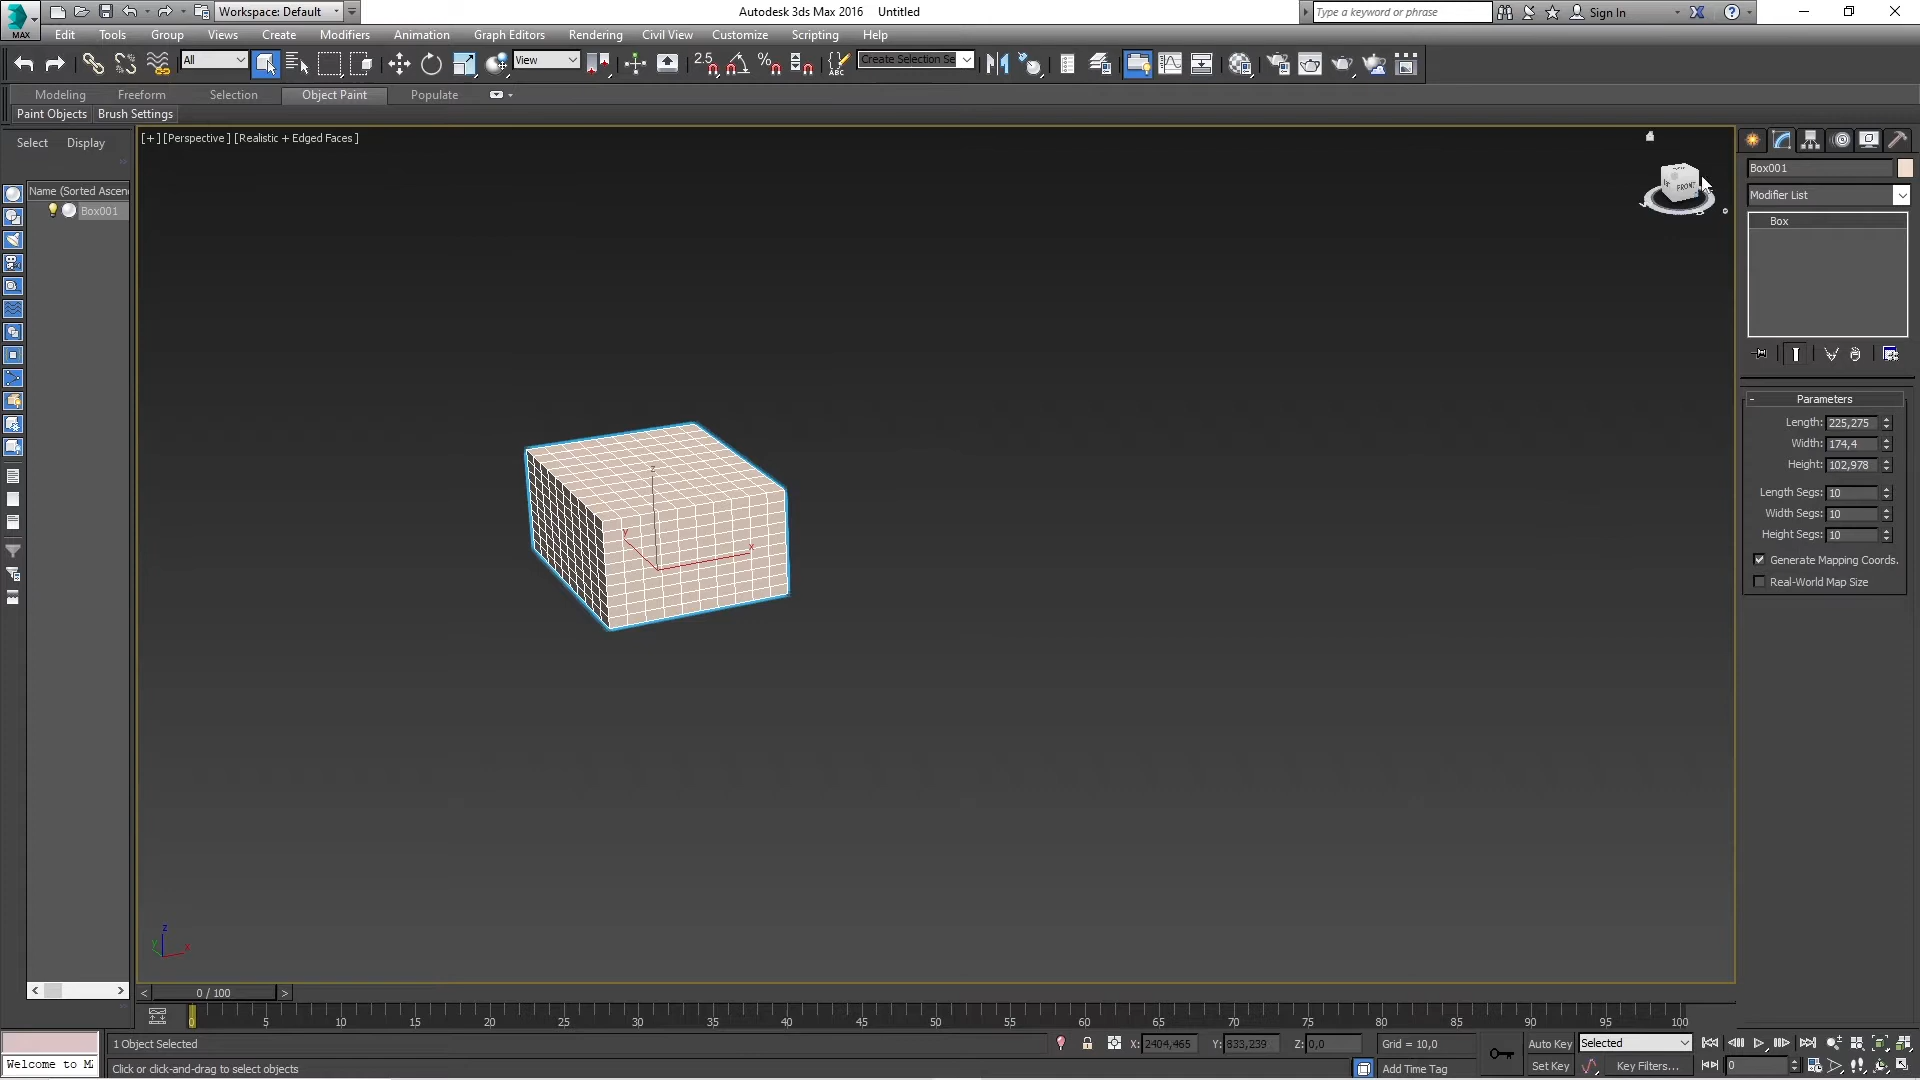 Workspace: Default
Autodesk 3ds Max 2016 Untitled
Type a keyword or phrase
Sign In
MAX
Edit Tools Group Views Create Modifiers Animation Graph Editors Rendering Civil View Customize Scripting Help
All
View
2.5
%
ABC
Create Selection Se
Modeling Freeform Selection Object Paint Populate
Paint Objects Brush Settings
Select Display
[+] [Perspective ] [Realistic + Edged Faces ]
Name (Sorted Ascen
Box001
FRONT
Box001
Modifier List
Box
- Parameters
Length: 225,275
Width: 174,4
Height: 102,978
Length Segs: 10
Width Segs: 10
Height Segs: 10
Generate Mapping Coords.
Real-World Map Size
z
y
x
z
y
x
< 0 / 100 >
0 5 10 15 20 25 30 35 40 45 50 55 60 65 70 75 80 85 90 95 100
1 Object Selected
X: 2404,465 Y: 833,239 Z: 0,0 Grid = 10,0
Auto Key Selected
Welcome to M
Click or click-and-drag to select objects
Add Time Tag
Set Key Key Filters... 0